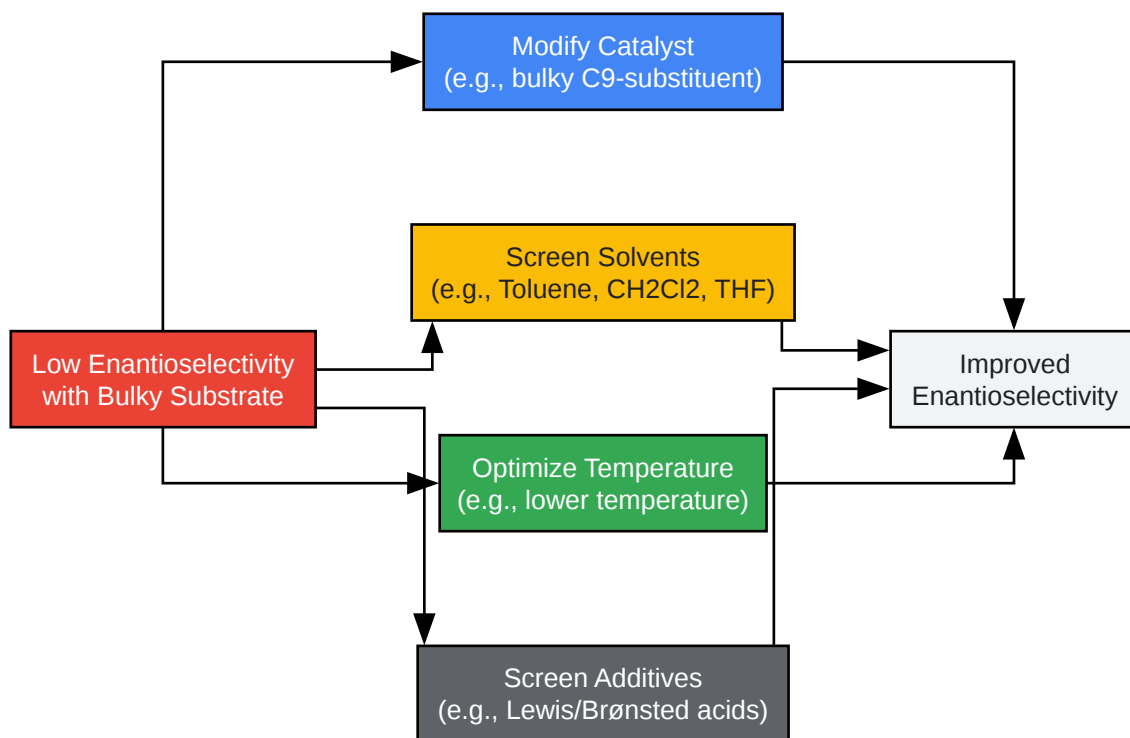 Modify Catalyst
(e.g., bulky C9-substituent)
Screen Solvents
(e.g., Toluene, CH2Cl2, THF)
Low Enantioselectivity
with Bulky Substrate
Improved
Enantioselectivity
Optimize Temperature
(e.g., lower temperature)
Screen Additives
(e.g., Lewis/Brønsted acids)